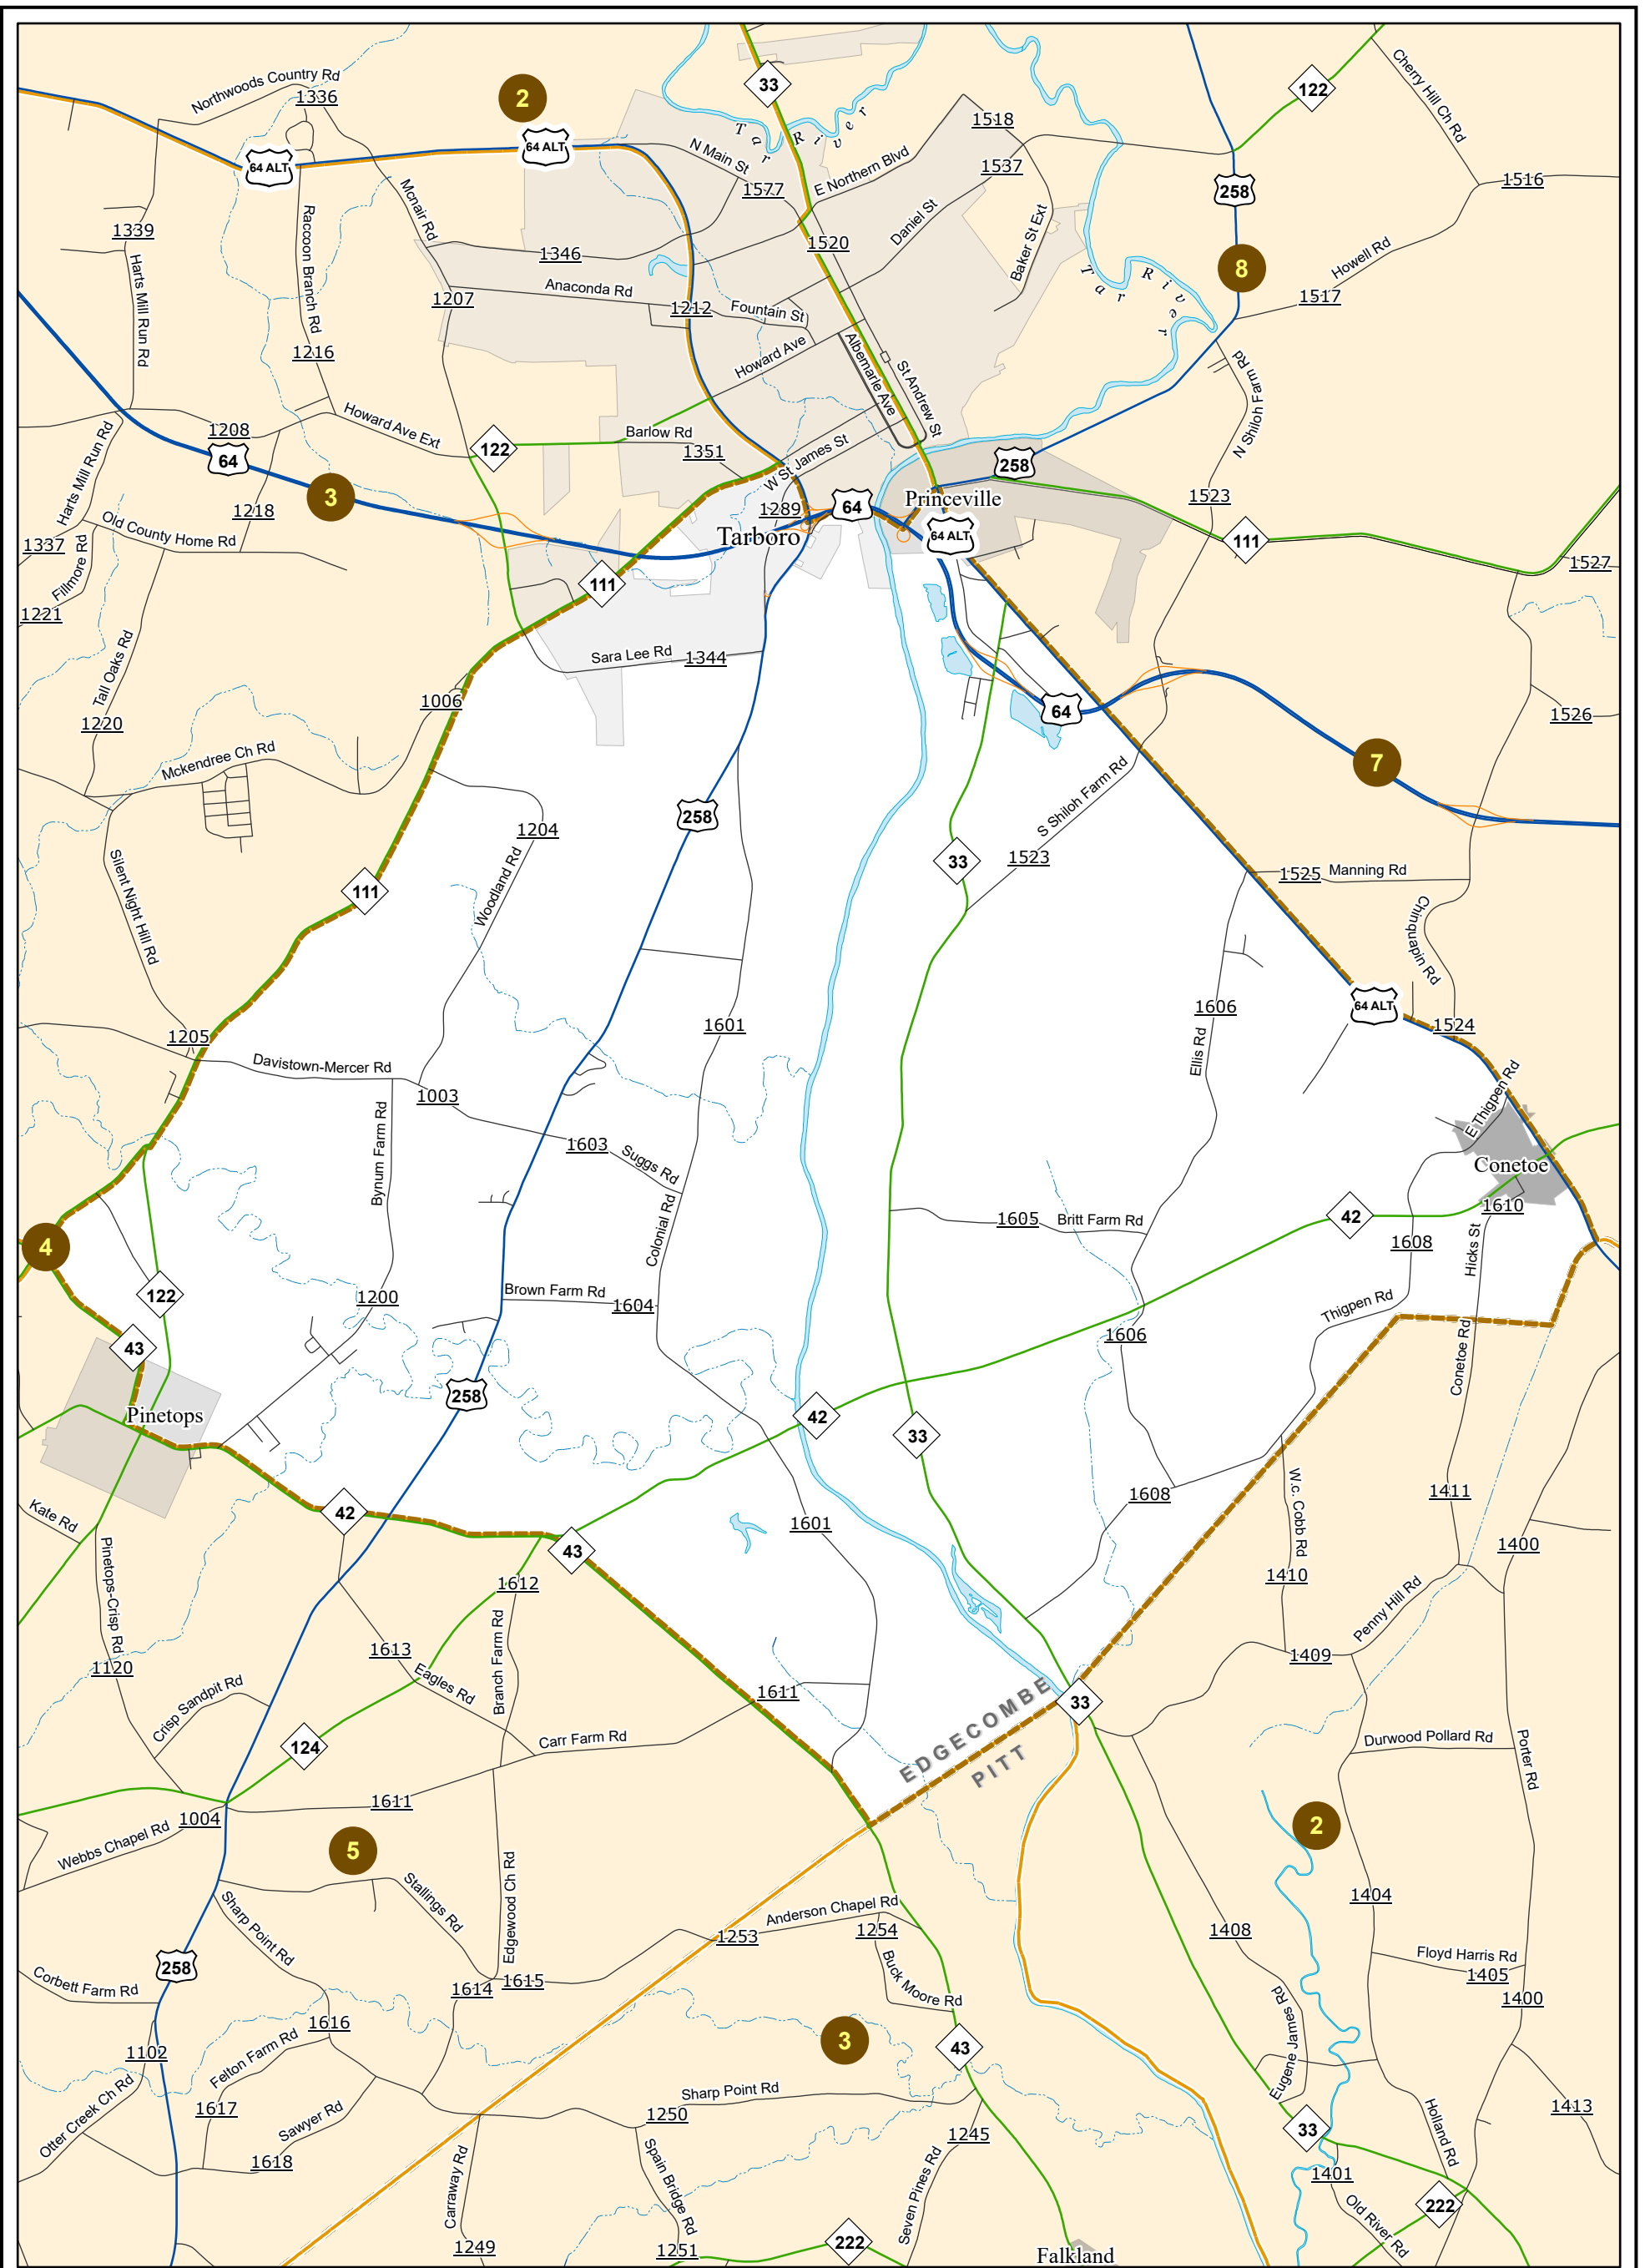 33
122
Cherry Hill Ch Rd
Northwoods Country Rd
1336
2
64 ALT
64 ALT
Tar River
N Main St
1577
E Northern Blvd
1518
1537
258
1516
Mcnair Rd
Raccoon Branch Rd
1339
Harts Mill Run Rd
1346
1520
Daniel St
Baker St Ext
Tar River
8
Howell Rd
1517
1207
Anaconda Rd
1212
Fountain St
1216
Howard Ave
Albemarle Ave
St Andrew St
N Shiloh Farm Rd
1208
64
Howard Ave Ext
122
Barlow Rd
1351
W St James St
258
Harts Mill Run Rd
3
1218
Old County Home Rd
1289
64
Princeville
1523
Tarboro
64 ALT
111
1337
Fillmore Rd
1221
111
1527
Tall Oaks Rd
Sara Lee Rd
1344
1006
1220
64
1526
Mckendree Ch Rd
7
258
1204
S Shiloh Farm Rd
33
1523
1525
Manning Rd
Silent Night Hill Rd
111
Woodland Rd
Chinquapin Rd
64 ALT
1606
1601
1524
1205
Davistown-Mercer Rd
1003
Ellis Rd
E Thigpen Rd
Bynum Farm Rd
1603
Suggs Rd
Conetoe
1605
Britt Farm Rd
42
1610
4
Colonial Rd
1608
Hicks St
122
1200
Brown Farm Rd
1604
Thigpen Rd
1606
43
Conetoe Rd
258
Pinetops
42
33
1411
42
1608
W.c. Cobb Rd
Kate Rd
1601
1400
43
Pinetops-Crisp Rd
1612
1410
Penny Hill Rd
1613
Branch Farm Rd
1120
1409
Eagles Rd
Crisp Sandpit Rd
1611
EDGECOMBE
33
124
Carr Farm Rd
PITT
Durwood Pollard Rd
Porter Rd
1611
1004
2
Webbs Chapel Rd
5
Stallings Rd
Edgewood Ch Rd
1404
Sharp Point Rd
Anderson Chapel Rd
1253
1254
1408
258
Floyd Harris Rd
1405
Corbett Farm Rd
1614
1615
Buck Moore Rd
1400
1616
Eugene James Rd
1102
Felton Farm Rd
3
43
Otter Creek Ch Rd
1617
Sharp Point Rd
1250
1413
Sawyer Rd
1245
33
Holland Rd
1618
Carraway Rd
Spain Bridge Rd
Seven Pines Rd
1401
Old River Rd
222
1249
1251
222
Falkland